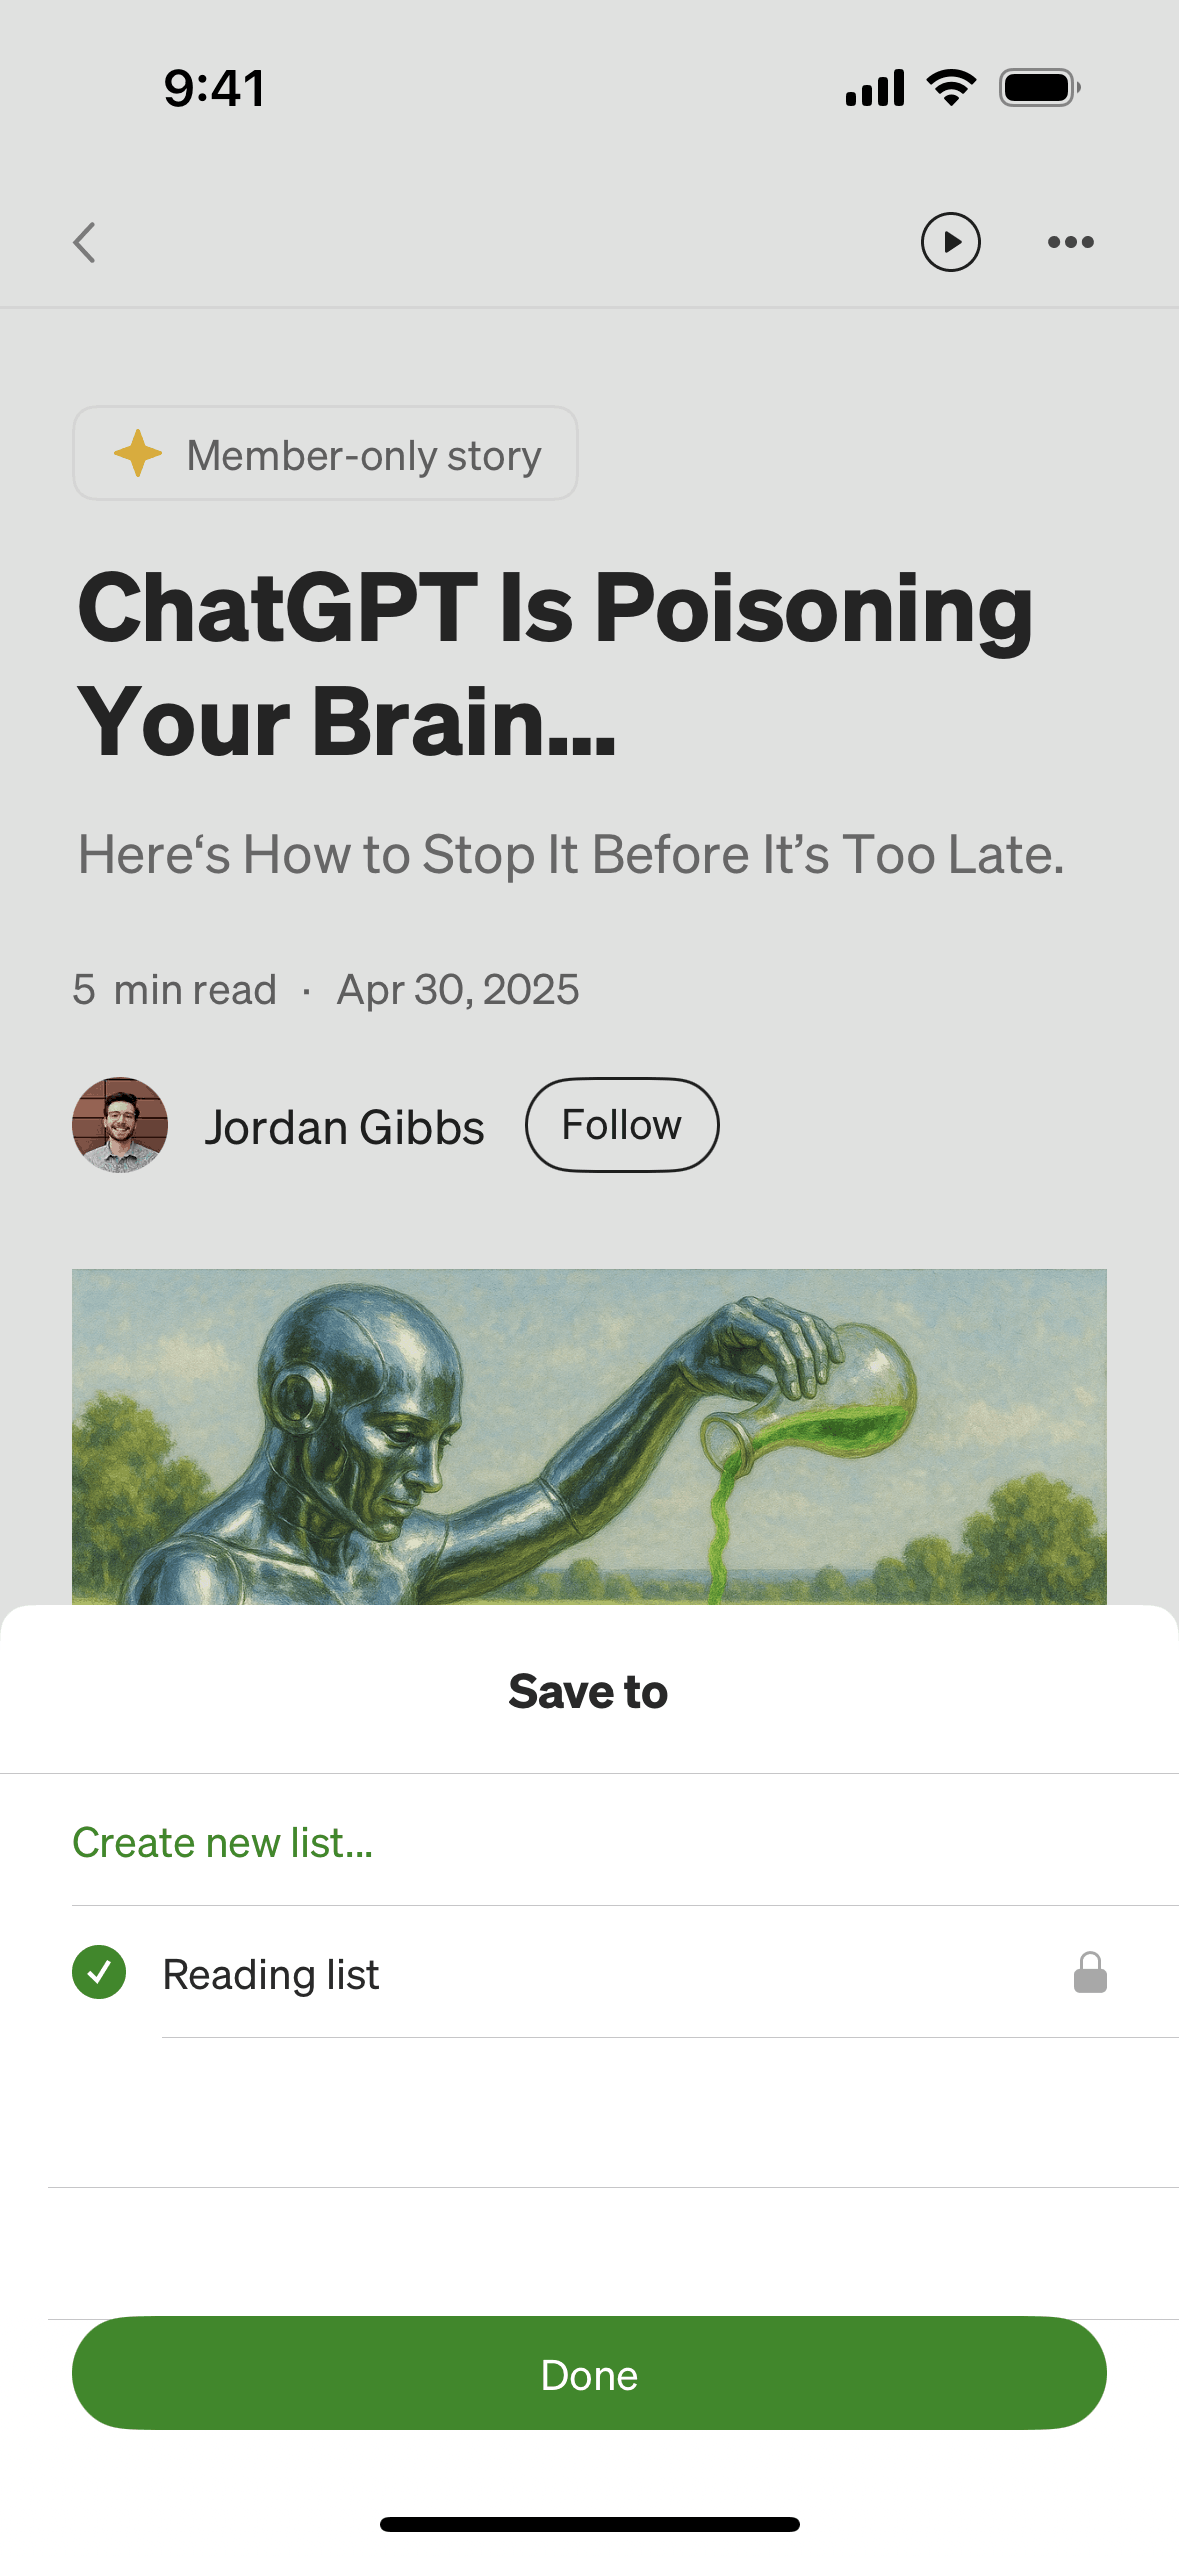 9:41
Member-only story
ChatGPT Is Poisoning
Your Brain...
Here‘s How to Stop It Before It’s Too Late.
5 min read · Apr 30, 2025
Jordan Gibbs Follow
Save to
Create new list...
Reading list
Done